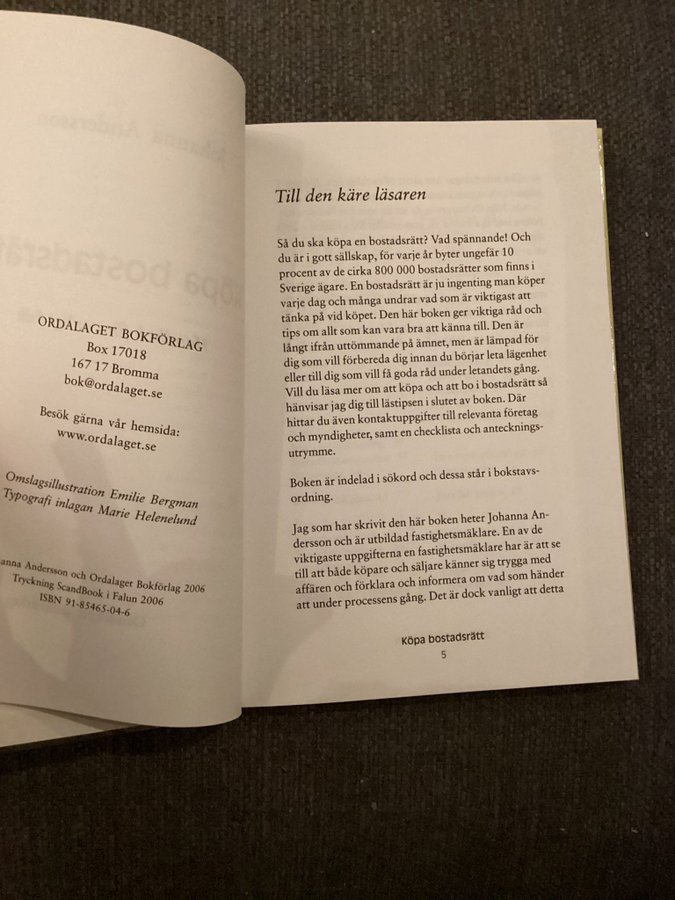 ORDALAGET BOKFÖRLAG
Box 17018
167 17 Bromma
bok@ordalaget.se
Besök gärna vår hemsida:
www.ordalaget.se
Omslagsillustration Emilie Bergman
Typografi inlagan Marie Helenelund
anna Andersson och Ordalaget Bokförlag 2006
Tryckning ScandBook i Falun 2006
ISBN 91-85465-04-6
Till den käre läsaren
Så du ska köpa en bostadsrätt? Vad spännande! Och
du är i gott sällskap, för varje år byter ungefär 10
procent av de cirka 800 000 bostadsrätter som finns i
Sverige ägare. En bostadsrätt är ju ingenting man köper
varje dag och många undrar vad som är viktigast att
tänka på vid köpet. Den här boken ger viktiga råd och
tips om allt som kan vara bra att känna till. Den är
långt ifrån uttömmande på ämnet, men är lämpad för
dig som vill förbereda dig innan du börjar leta lägenhet
eller till dig som vill få goda råd under letandets gång.
Vill du läsa mer om att köpa och att bo i bostadsrätt så
hänvisar jag dig till lästipsen i slutet av boken. Där
hittar du även kontaktuppgifter till relevanta företag
och myndigheter, samt en checklista och antecknings-
utrymme.
Boken är indelad i sökord och dessa står i bokstavs-
ordning.
Jag som har skrivit den här boken heter Johanna An-
dersson och är utbildad fastighetsmäklare. En av de
viktigaste uppgifterna en fastighetsmäklare har är att se
till att både köpare och säljare känner sig trygga med
affären och förklara och informera om vad som händer
att under processens gång. Det är dock vanligt att detta
Köpa bostadsrätt
5